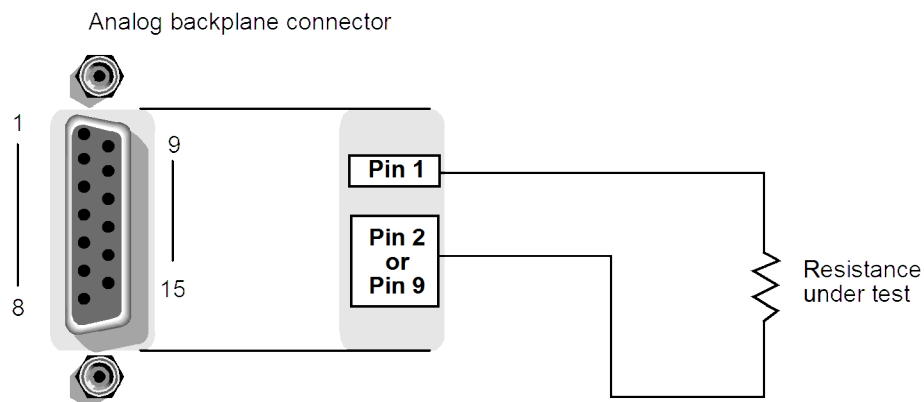 Analog backplane connector
1
9
Pin 1
Pin 2
or
Pin 9
Resistance
under test
15
8